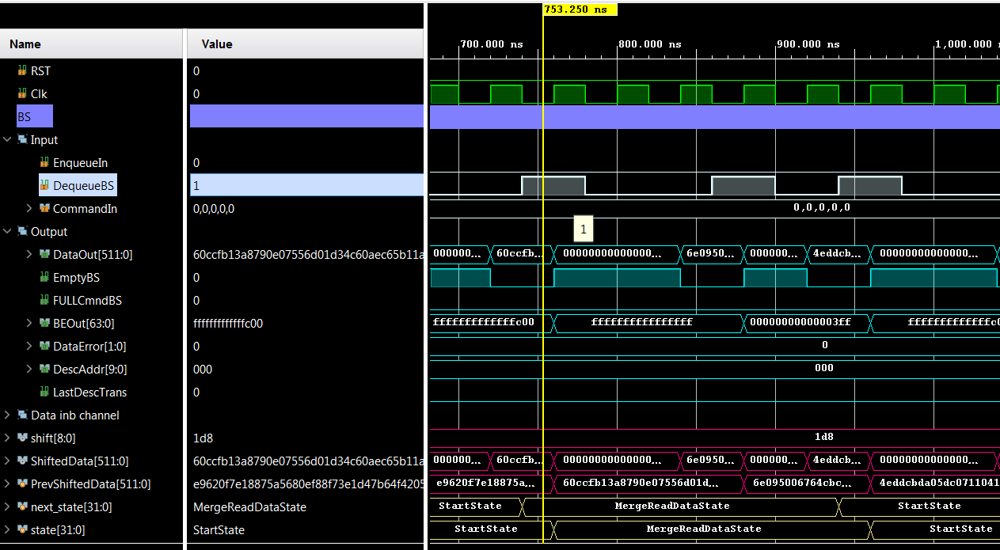 753.250 ns
Name Value
700.000 ns 800.000 ns 900.000 ns 1,000.000
RST 0
Clk 0
BS
Input
EnqueueIn 0
DequeueBS 1
CommandIn 0,0,0,0,0 0,0,0,0,0
Output 1
DataOut[511:0] 60ccfb13a8790e07556d01d34c60aec65b11a 000000... 60ccfb... 00000000000000... 6e0950... 000000... 4eddcb... 00000000000000...
EmptyBS 0
FULLCmndBS 0
BEOut[63:0] fffffffffffffc00 fffffffffffffc00 ffffffffffffffff 00000000000003ff fffffffffffffc0
DataError[1:0] 0 0
DescAddr[9:0] 000 000
LastDescTrans 0
Data inb channel
shift[8:0] 1d8 1d8
ShiftedData[511:0] 60ccfb13a8790e07556d01d34c60aec65b11a 000000... 60ccfb... 00000000000000... 6e0950... 000000... 4eddcb... 00000000000000...
PrevShiftedData[511:0] e9620f7e18875a5680ef88f73e1d47b64f4205 e9620f7e18875a... 60ccfb13a8790e07556d01d... 6e095006764cbc... 4eddcbda05dc0711041
next_state[31:0] MergeReadDataState StartState MergeReadDataState StartState
state[31:0] StartState StartState MergeReadDataState StartState